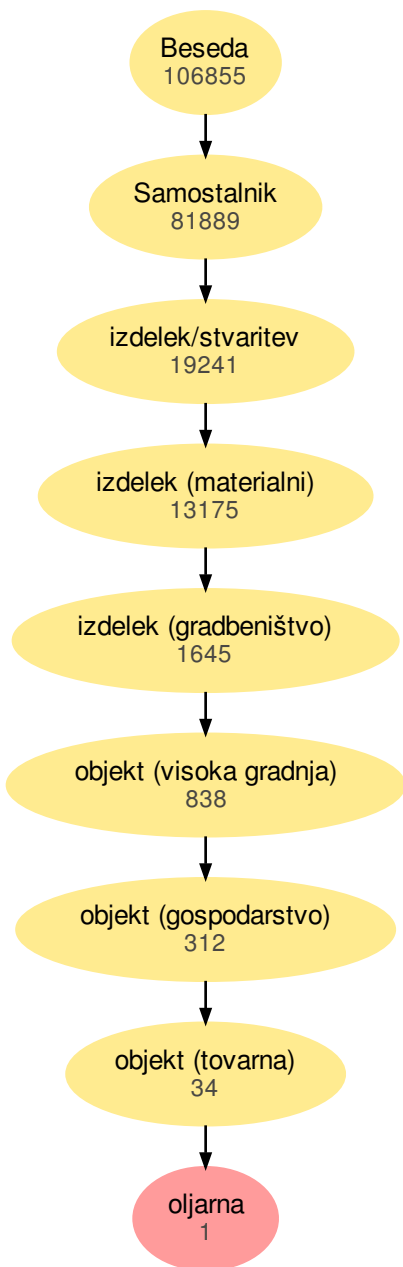 Beseda
106855
Samostalnik
81889
izdelek/stvaritev
19241
izdelek (materialni)
13175
izdelek (gradbeništvo)
1645
objekt (visoka gradnja)
838
objekt (gospodarstvo)
312
objekt (tovarna)
34
oljarna
1